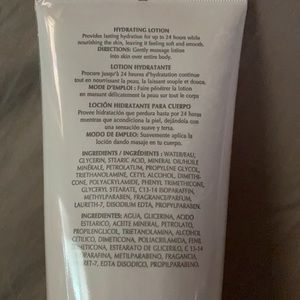 HYDRATING LOTION
Provides lasting hydration for up to 24 hours while
nourishing the skin, leaving it feeling soft and smooth.
DIRECTIONS: Gently massage lotion
into skin over entire body.
LOTION HYDRATANTE
Procure jusqu'à 24 heures d'hydratation continue
tout en nourrissant la peau, la laissant souple et douce.
MODE D'EMPLOI: Faire pénétrer la lotion
en massant délicatement la peau sur tout le corps
LOCIÓN HIDRATANTE PARA CUERPO
Provee hidratación que perdura hasta por 24 horas
mientras que acondiciona la piel, dejándola con
una sensación suave y tersa.
MODO DE EMPLEO: Suavemente aplica la
loción dando masaje en tu cuerpo.
INGREDIENTS / INGRÉDIENTS: WATER/EAU,
GLYCERIN, STEARIC ACID, MINERAL OIL/HUILE
MINÉRALE, PETROLATUM, PROPYLENE GLYCOL,
TRIETHANOLAMINE, CETYL ALCOHOL, DIMETHI-
CONE, POLYACRYLAMIDE, PHENYL TRIMETHICONE,
GLYCERYL STEARATE, C13-14 ISOPARAFFIN,
METHYLPARABEN, FRAGRANCE/PARFUM,
LAURETH-7, DISODIUM EDTA, PROPYLPARABEN.
INGREDIENTES: AGUA, GLICERINA, ÁCIDO
ESTEÁRICO, ACEITE MINERAL, PETROLATO,
PROPILENGLICOL, TRIETANOLAMINA, ALCOHOL
CETÍLICO, DIMETICONA, POLIACRILAMIDA, FENIL
TRIMETICONA, ESTEARATO DE GLICERILO, C 13-14
ISOPARAFINA, METILPARABENO, FRAGANCIA,
LAURET-7, EDTA DISODICO, PROPILPARABENO.